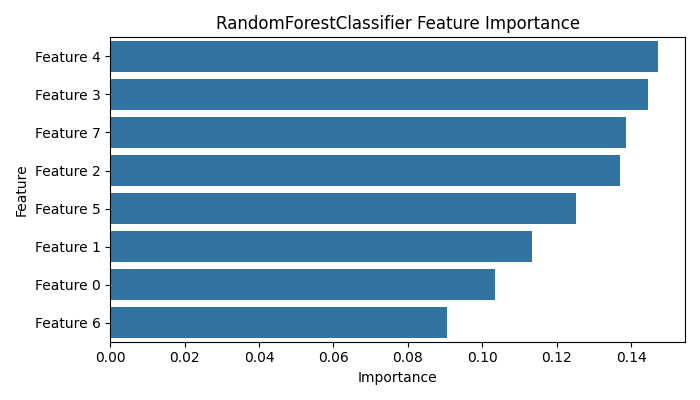 RandomForestClassifier Feature Importance
Feature 4
Feature 3
Feature 7
Feature 2
Feature 5
Feature 1
Feature 0
Feature 6
Feature
0.00 0.02 0.04 0.06 0.08 0.10 0.12 0.14
Importance